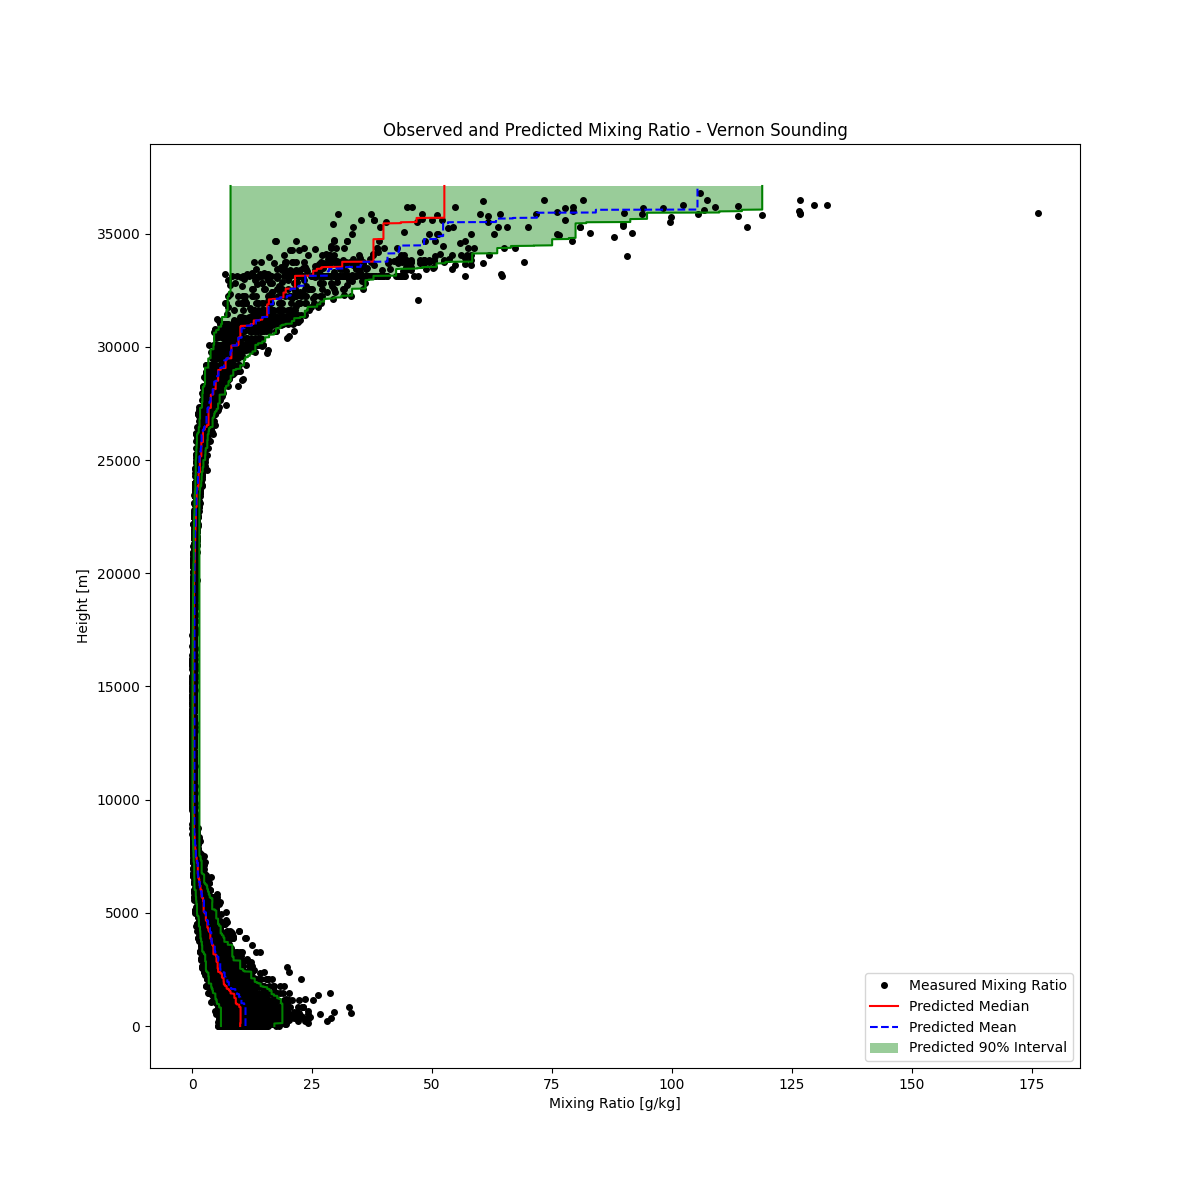 Observed and Predicted Mixing Ratio - Vernon Sounding
Height [m]
35000
30000
25000
20000
15000
10000
5000
0
0 25 50 75 100 125 150 175
Mixing Ratio [g/kg]
Measured Mixing Ratio
Predicted Median
Predicted Mean
Predicted 90% Interval